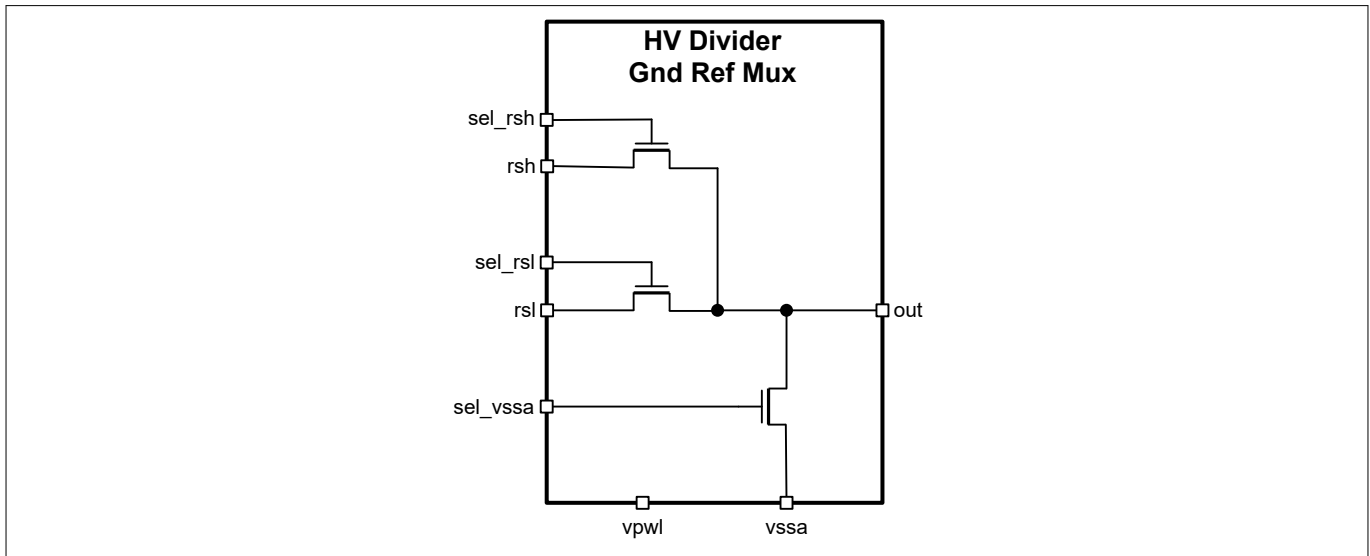 HV Divider
Gnd Ref Mux
sel_rsh
rsh
sel_rsl
rsl
out
sel_vssa
vpwl
vssa